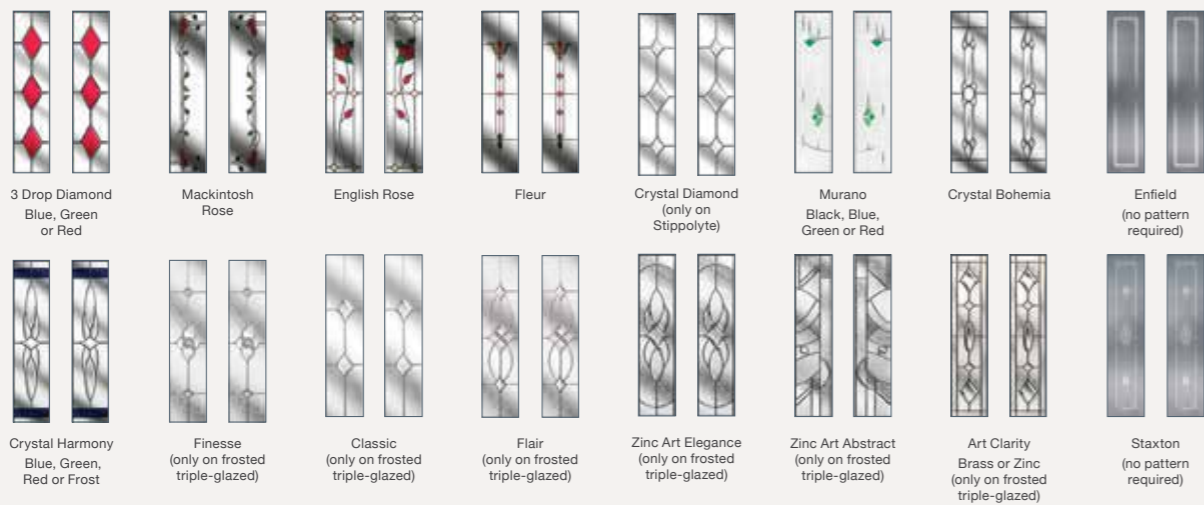 3 Drop Diamond
Blue, Green
or Red
Mackintosh
Rose
English Rose
Fleur
Crystal Diamond
(only on
Stippolyte)
Murano
Black, Blue,
Green or Red
Crystal Bohemia
Enfield
(no pattern
required)
Crystal Harmony
Blue, Green,
Red or Frost
Finesse
(only on frosted
triple-glazed)
Classic
(only on frosted
triple-glazed)
Flair
(only on frosted
triple-glazed)
Zinc Art Elegance
(only on frosted
triple-glazed)
Zinc Art Abstract
(only on frosted
triple-glazed)
Art Clarity
Brass or Zinc
(only on frosted
triple-glazed)
Staxton
(no pattern
required)